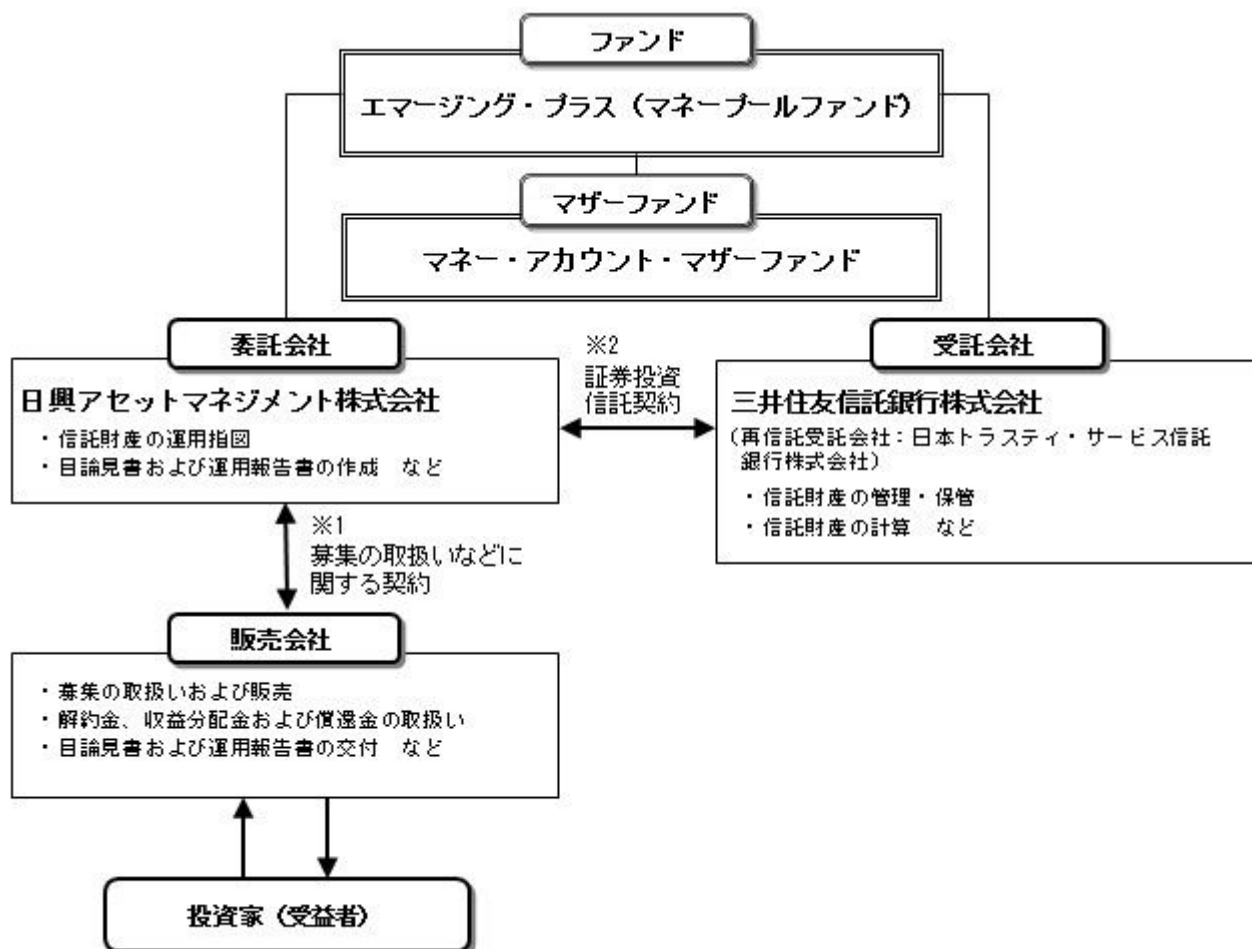 ファンド
エマージング・プラス（マネープールファンド）
マザーファンド
マネー・アカウント・マザーファンド
委託会社
日興アセットマネジメント株式会社
・信託財産の運用指図
・目論見書および運用報告書の作成　など
※2
証券投資
信託契約
受託会社
三井住友信託銀行株式会社
（再信託受託会社：日本トラスティ・サービス信託
銀行株式会社）
・信託財産の管理・保管
・信託財産の計算　など
※1
募集の取扱いなどに
関する契約
販売会社
・募集の取扱いおよび販売
・解約金、収益分配金および償還金の取扱い
・目論見書および運用報告書の交付　など
投資家（受益者）